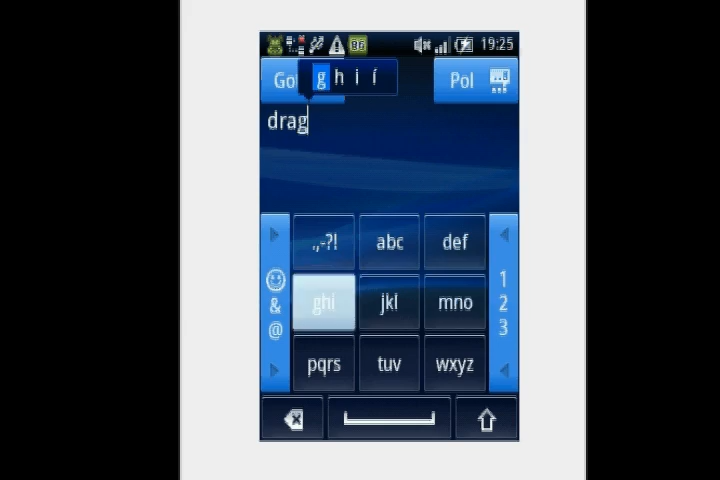 19:25
Go
g h i í
Pol
drag
.,-?!
abc
def
ghi
jkl
mno
pqrs
tuv
wxyz
&
@
1
2
3